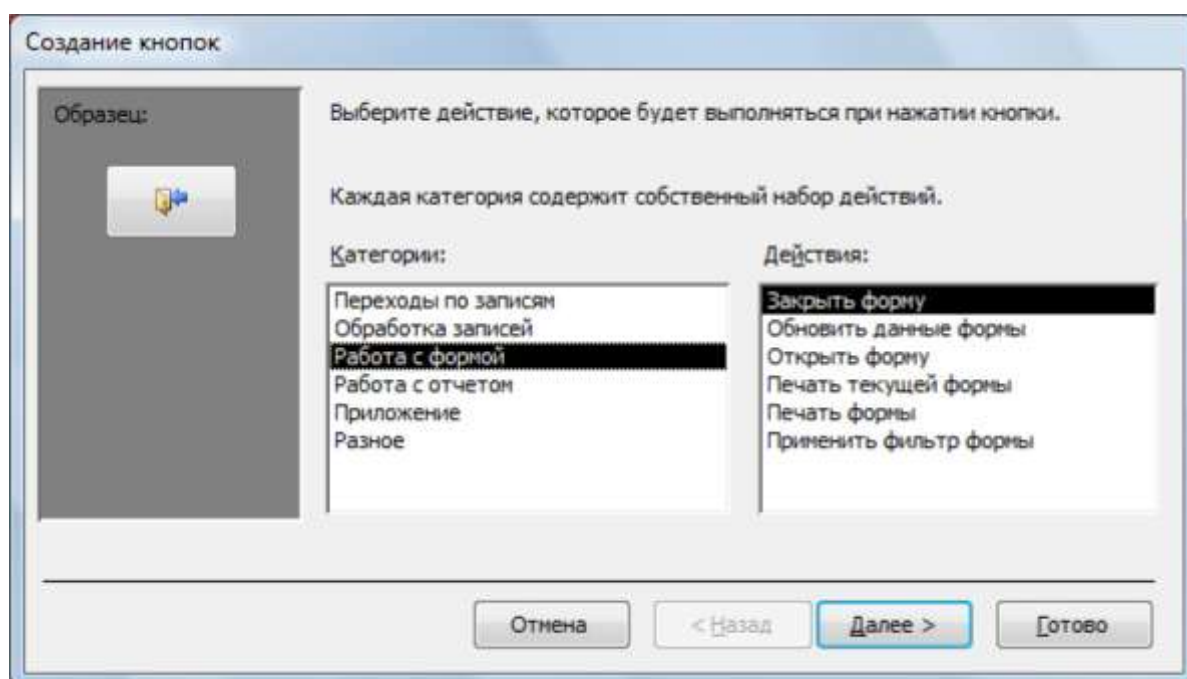 Создание кнопок
Образец:
Выберите действие, которое будет выполняться при нажатии кнопки.
Каждая категория содержит собственный набор действий.
Категории:
Действия:
Переходы по записям
Обработка записей
Работа с формой
Работа с отчетом
Приложение
Разное
Закрыть форму
Обновить данные формы
Открыть форму
Печать текущей формы
Печать формы
Применить фильтр формы
Отмена
< Назад
Далее >
Готово